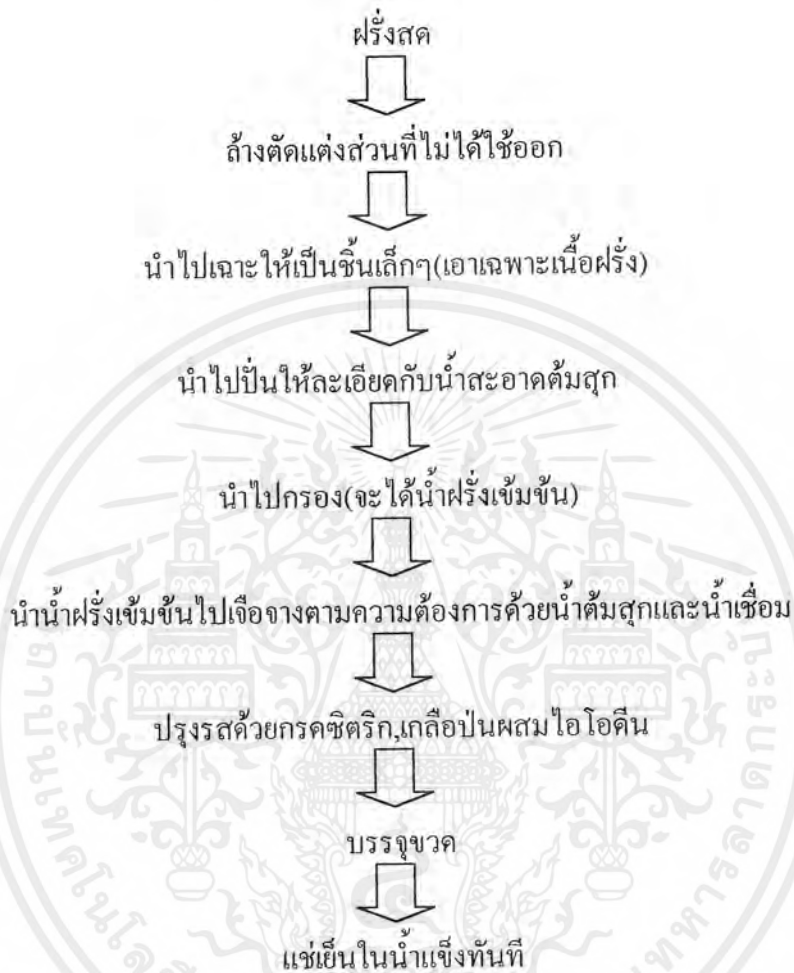 ฝรั่งสด
ล้างตัดแต่งส่วนที่ไม่ได้ใช้ออก
นำไปเฉาะให้เป็นชิ้นเล็กๆ(เอาเฉพาะเนื้อฝรั่ง)
นำไปปั่นให้ละเอียดกับน้ำสะอาดต้มสุก
นำไปกรอง(จะได้น้ำฝรั่งเข้มข้น)
นำน้ำฝรั่งเข้มข้นไปเจือจางตามความต้องการด้วยน้ำต้มสุกและน้ำเชื่อม
ปรุงรสด้วยกรดซิตริก,เกลือป่นผสมไอโอดีน
บรรจุขวด
แช่เย็นในน้ำแข็งทันที